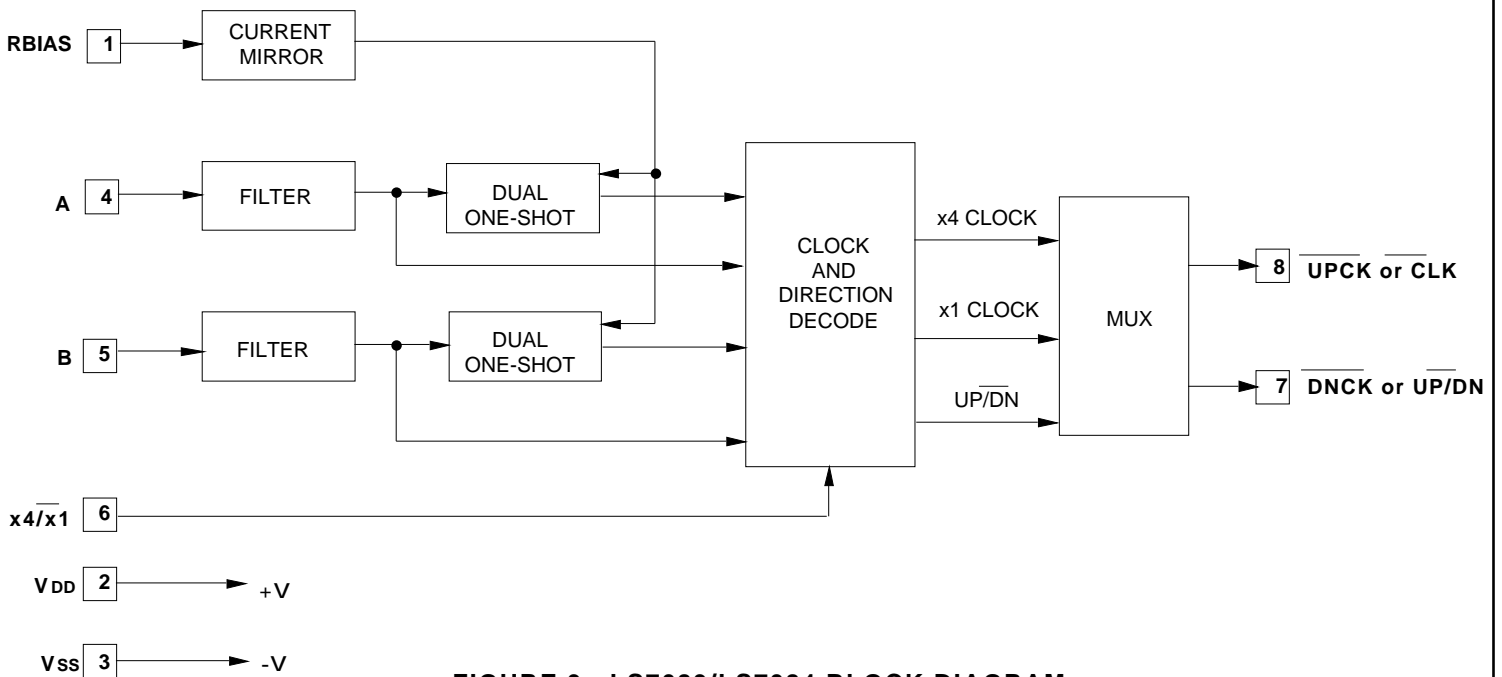 RBIAS 1 CURRENT
MIRROR
A 4 FILTER DUAL
ONE-SHOT
B 5 FILTER DUAL
ONE-SHOT
CLOCK
AND
DIRECTION
DECODE
x4 CLOCK
x1 CLOCK
UP/DN
MUX
8 UPCK or CLK
7 DNCK or UP/DN
x4/x1 6
VDD 2 +V
VSS 3 -V
BLOCK DIAGRAM